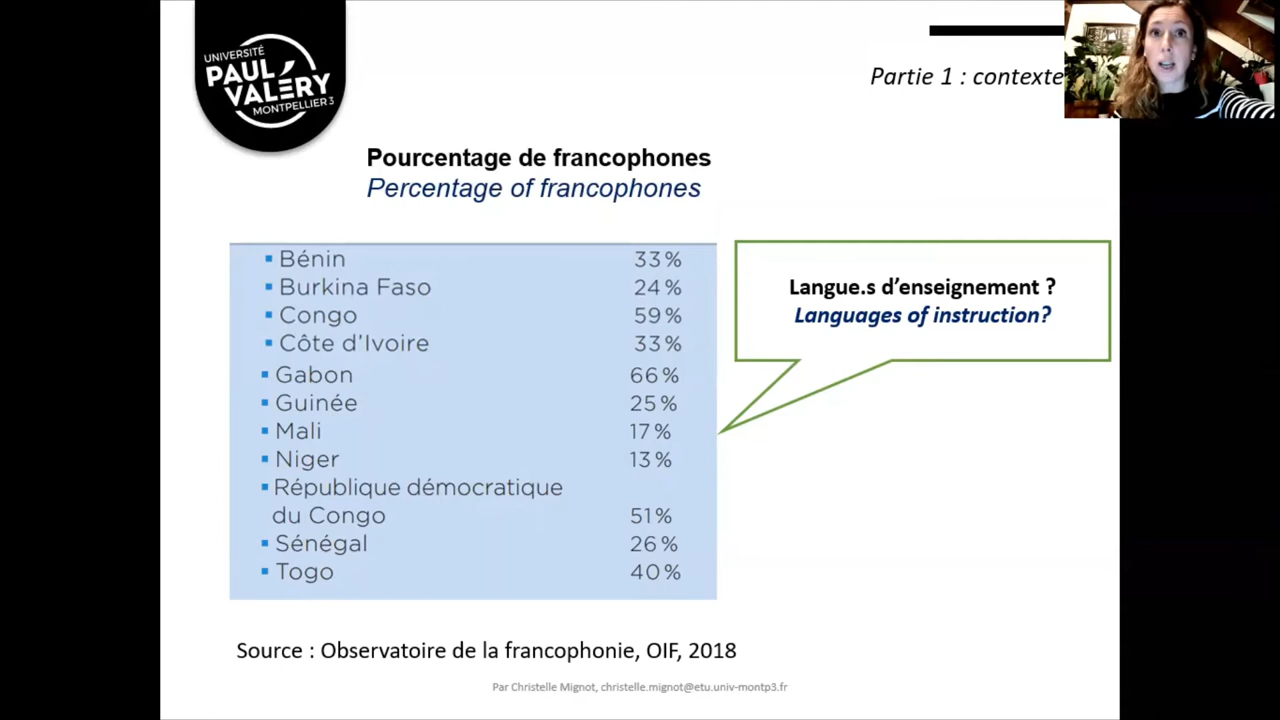 UNIVERSITÉ
PAUL
VALÉRY
MONTPELLIER 3
Partie 1 : contexte
Pourcentage de francophones
Percentage of francophones
▪ Bénin 33 %
▪ Burkina Faso 24 %
▪ Congo 59 %
▪ Côte d'Ivoire 33 %
▪ Gabon 66 %
▪ Guinée 25 %
▪ Mali 17 %
▪ Niger 13 %
▪ République démocratique
du Congo 51 %
▪ Sénégal 26 %
▪ Togo 40 %
Langue.s d’enseignement ?
Languages of instruction?
Source : Observatoire de la francophonie, OIF, 2018
Par Christelle Mignot, christelle.mignot@etu.univ-montp3.fr